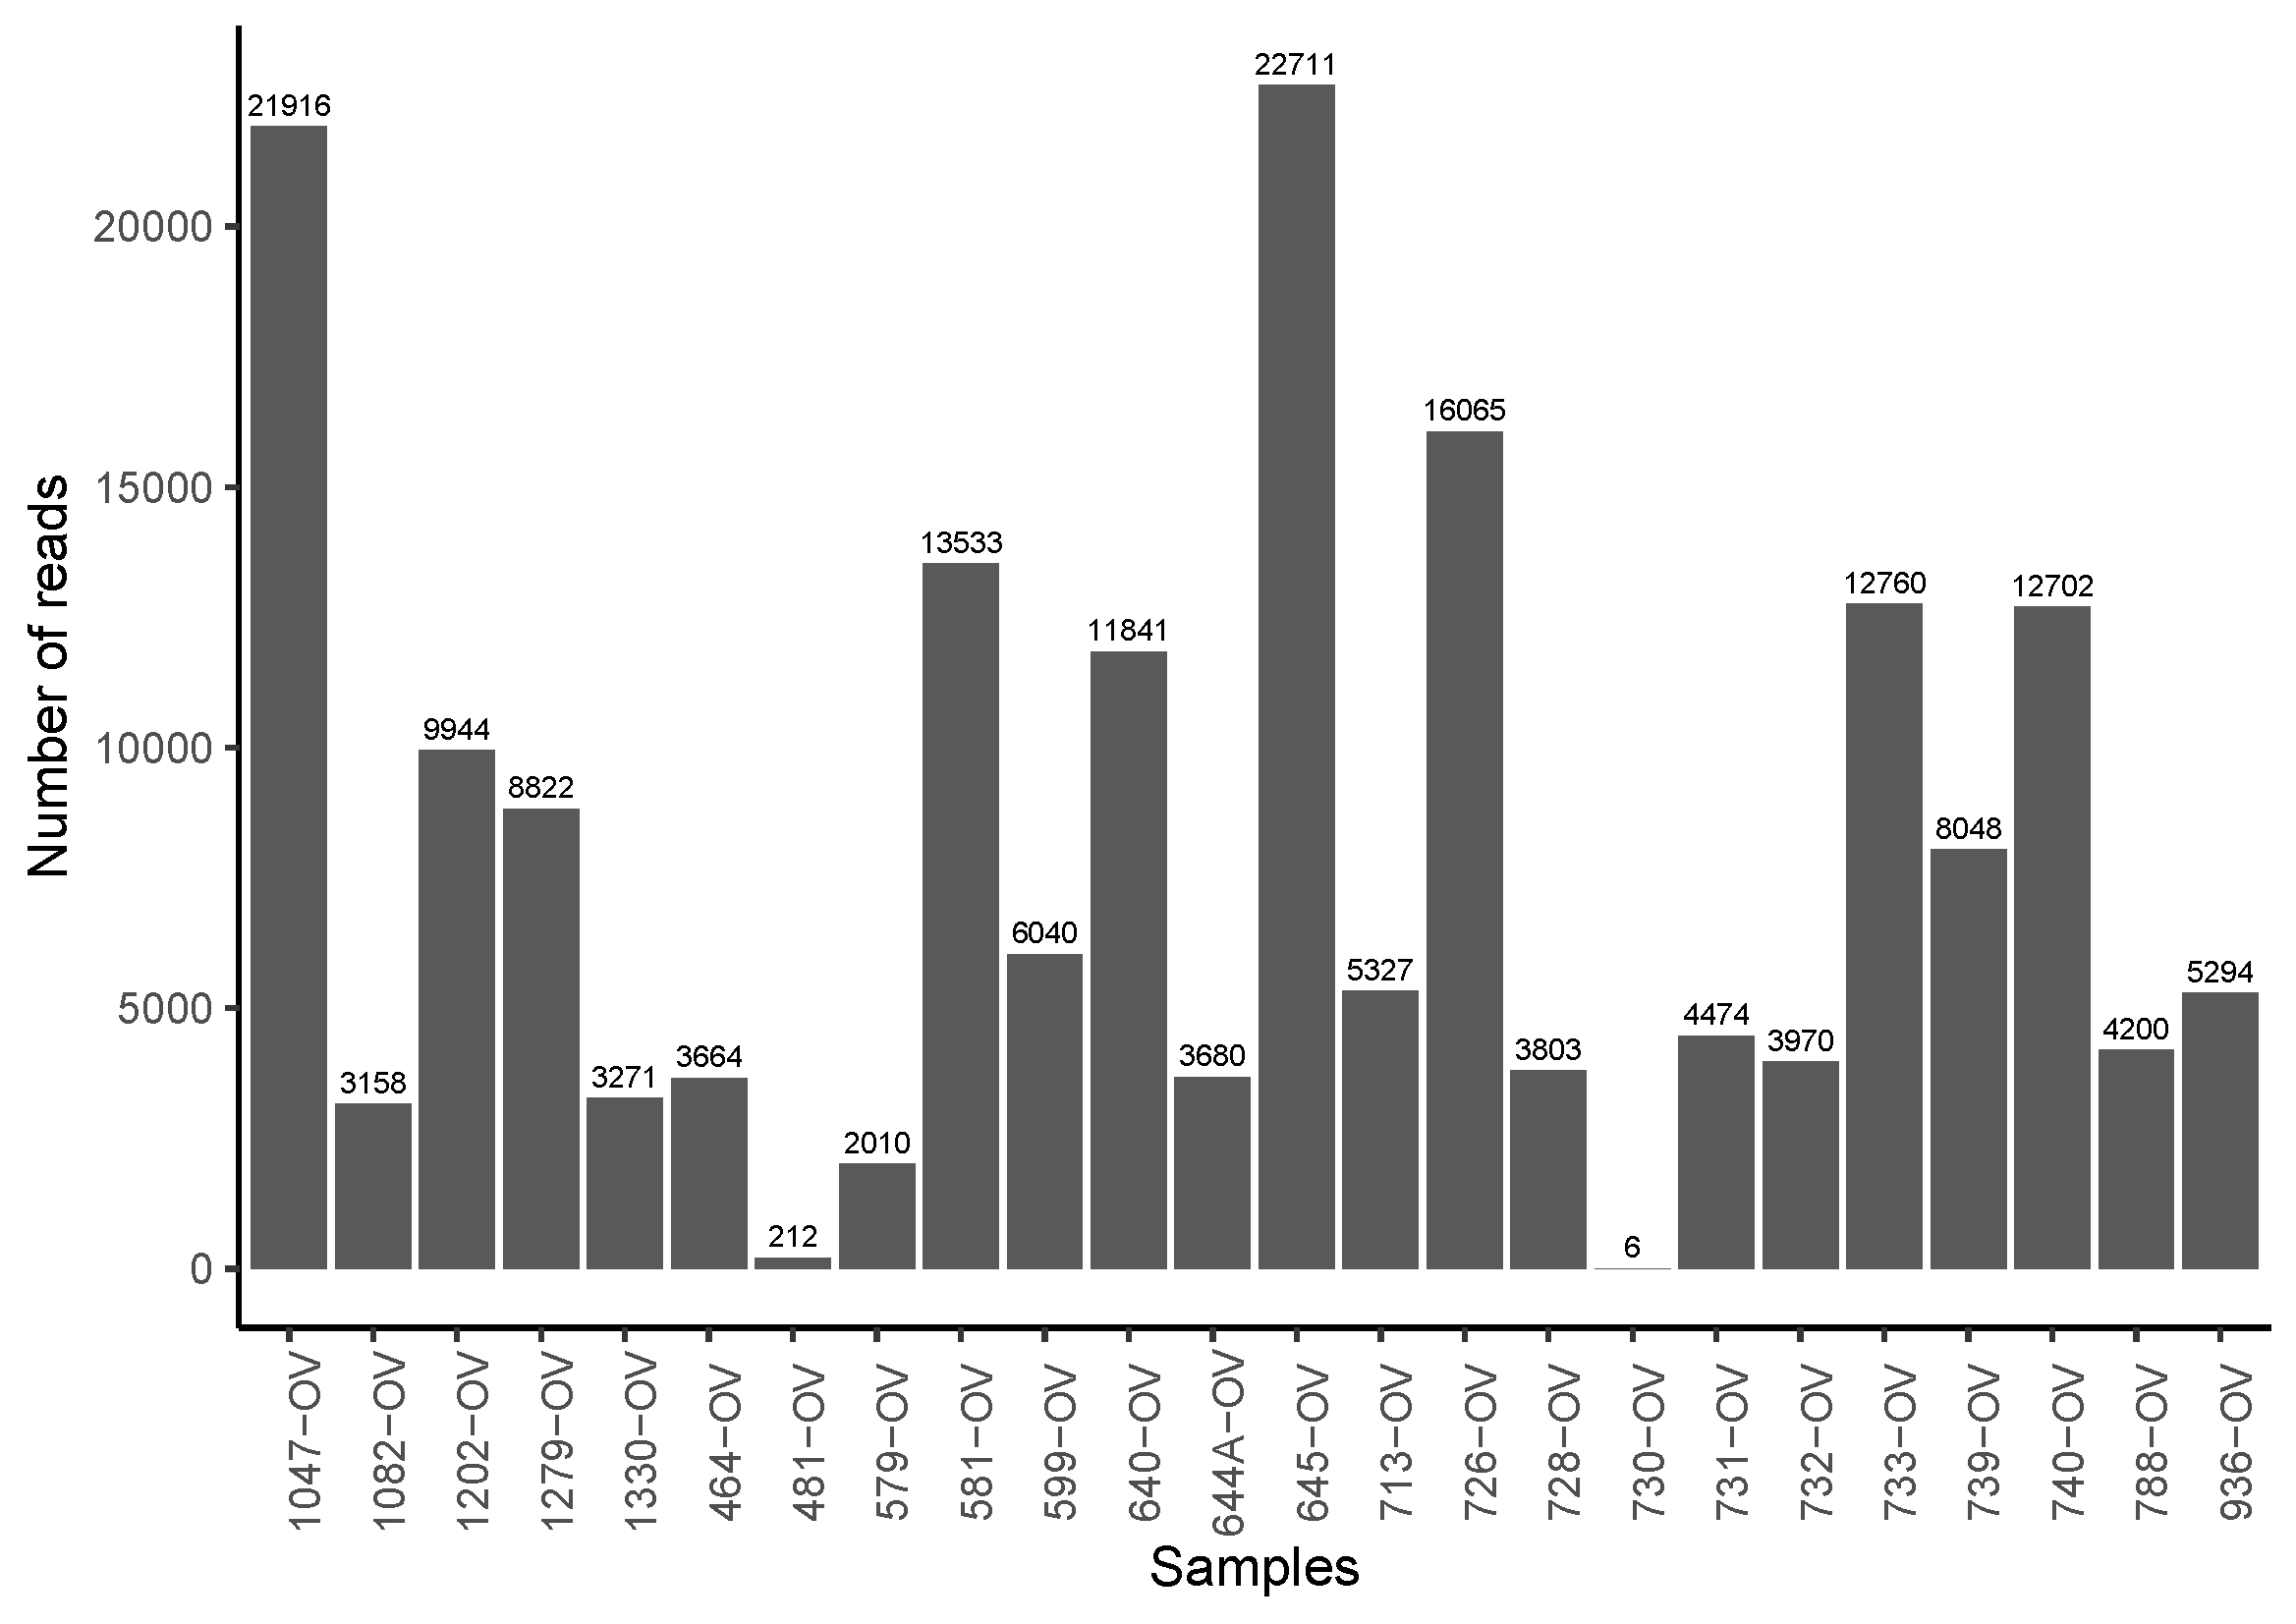 Number of reads
20000
15000
10000
5000
0
21916
3158
9944
8822
3271
3664
212
2010
13533
6040
11841
3680
22711
5327
16065
3803
6
4474
3970
12760
8048
12702
4200
5294
1047-OV
1082-OV
1202-OV
1279-OV
1330-OV
464-OV
481-OV
579-OV
581-OV
599-OV
640-OV
644A-OV
645-OV
713-OV
726-OV
728-OV
730-OV
731-OV
732-OV
733-OV
739-OV
740-OV
788-OV
936-OV
Samples